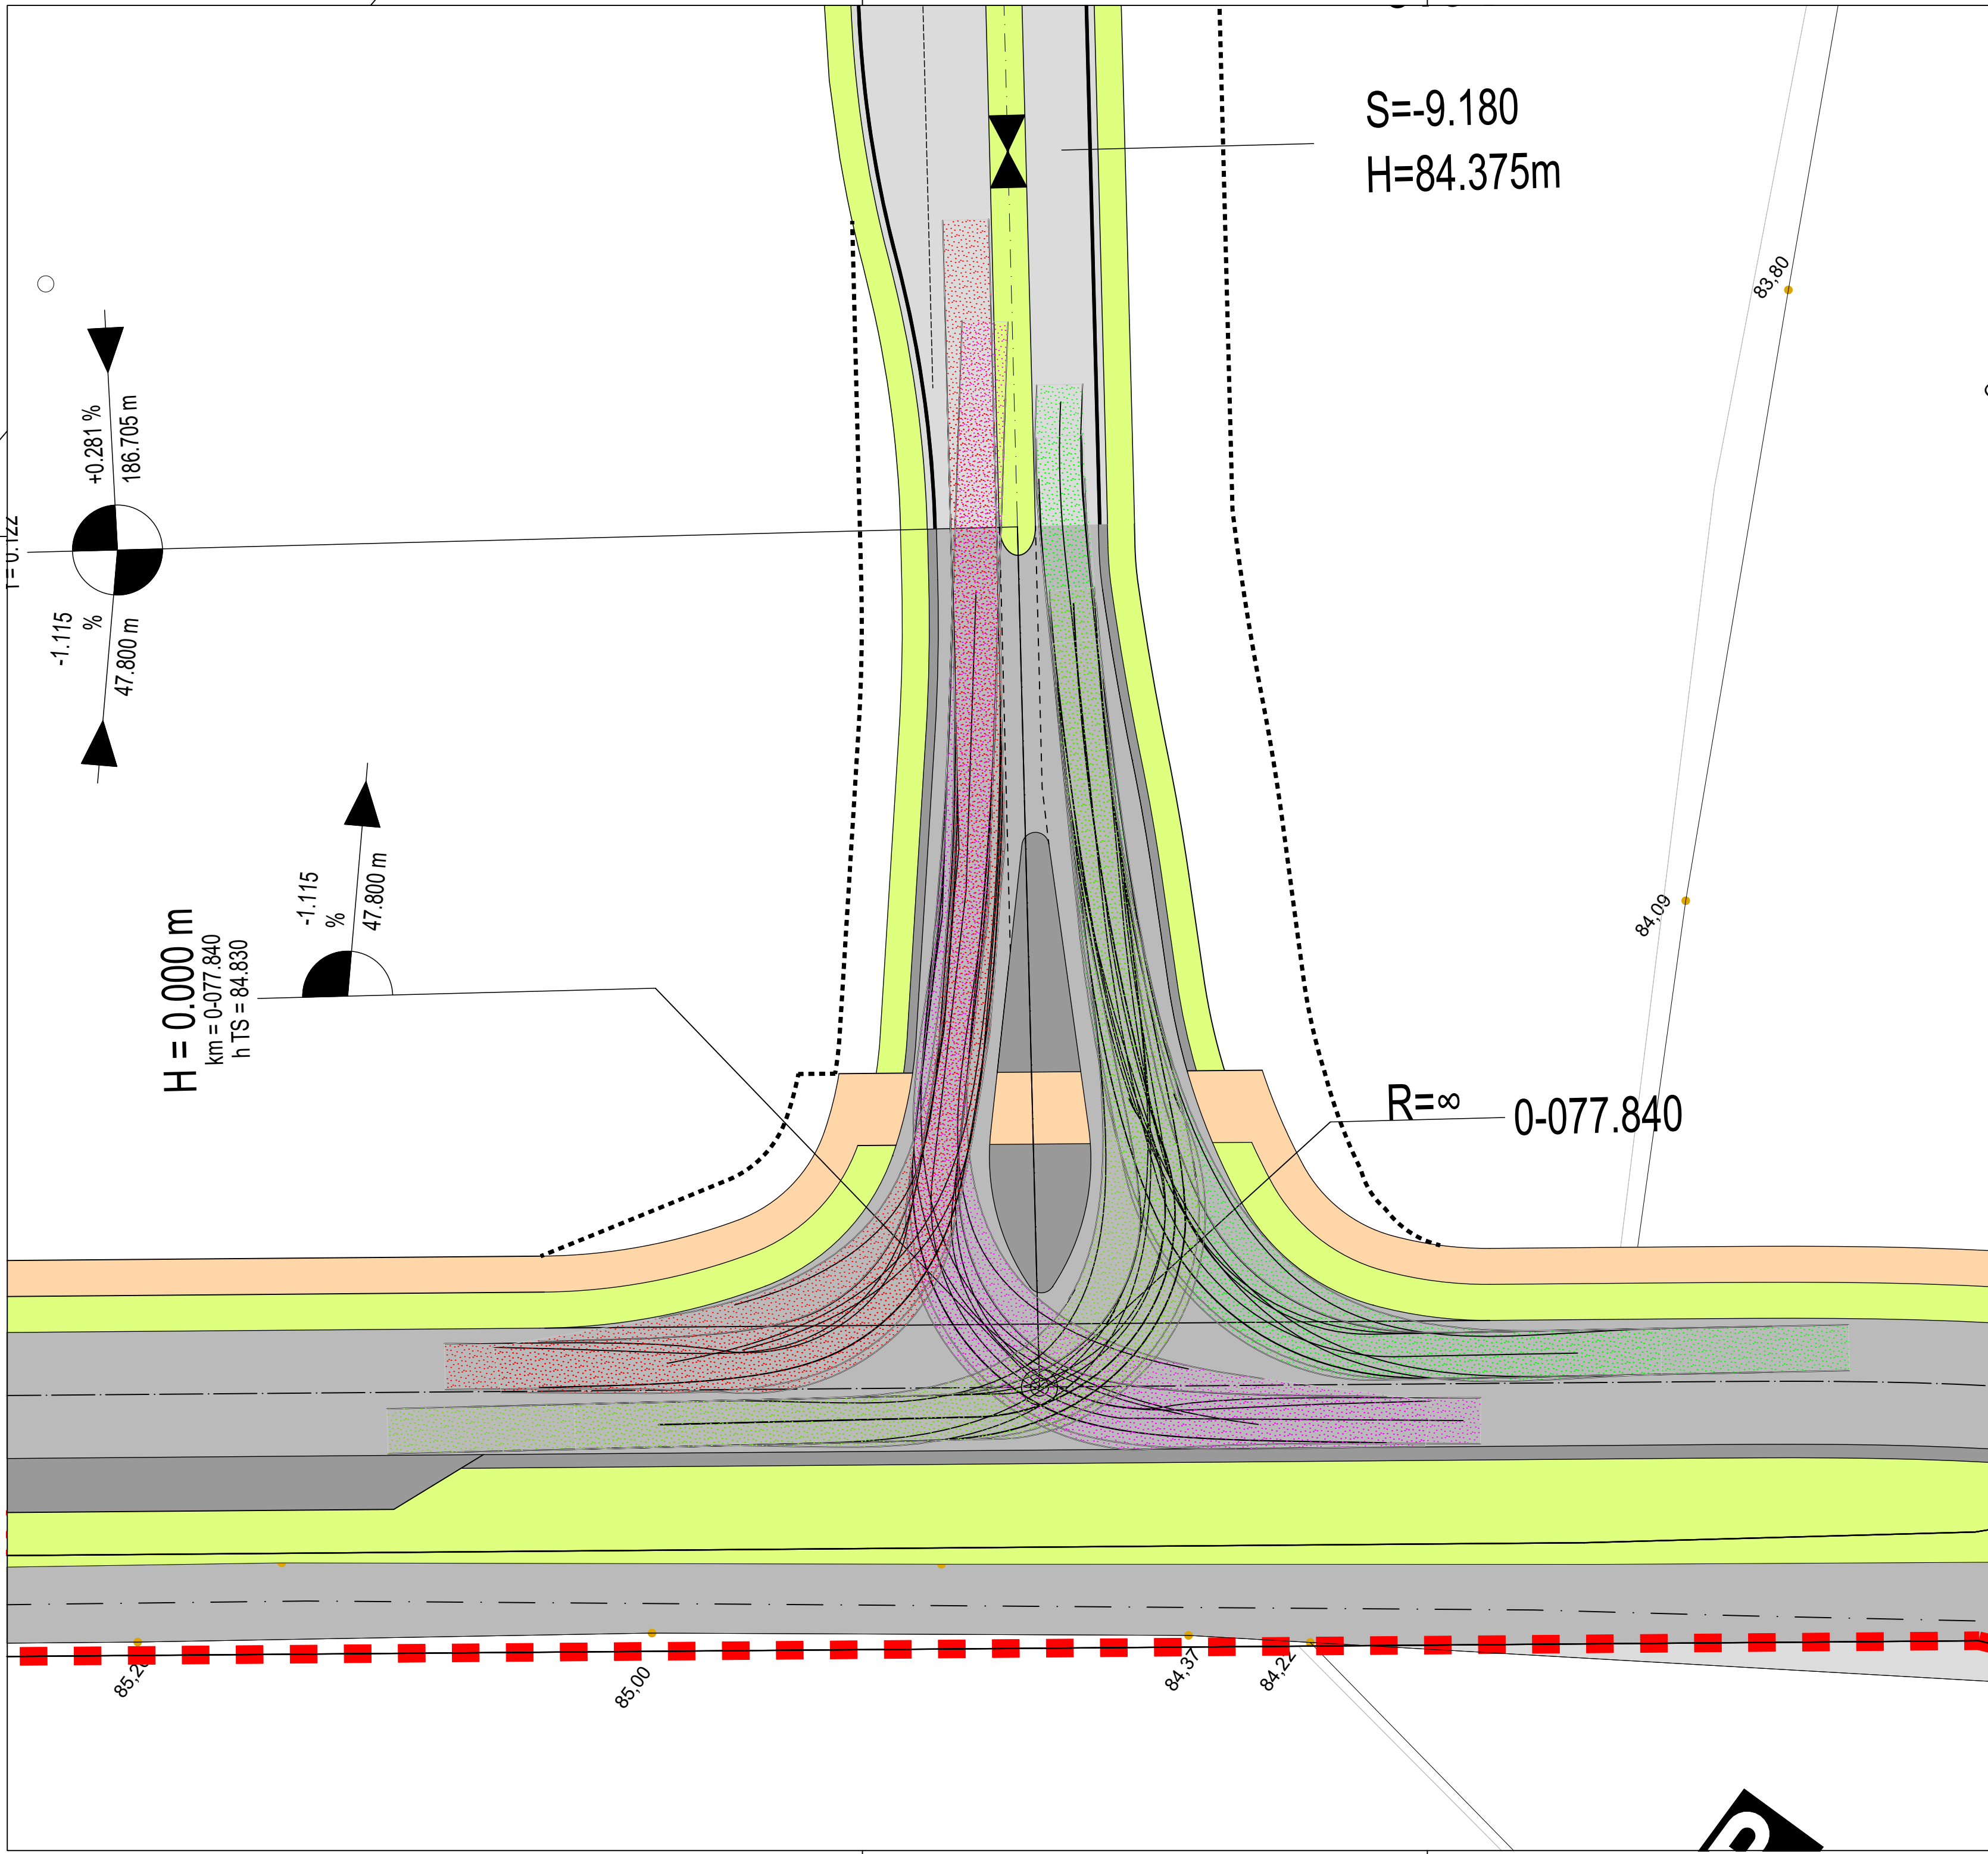 S=-9.180
H=84.375m
83,80
+0.281 %
186.705 m
-1.115
%
47.800 m
84,09
-1.115
%
47.800 m
H = 0.000 m
km = 0-077.840
h TS = 84.830
R=∞
0-077.840
85,00
84,37
84,22